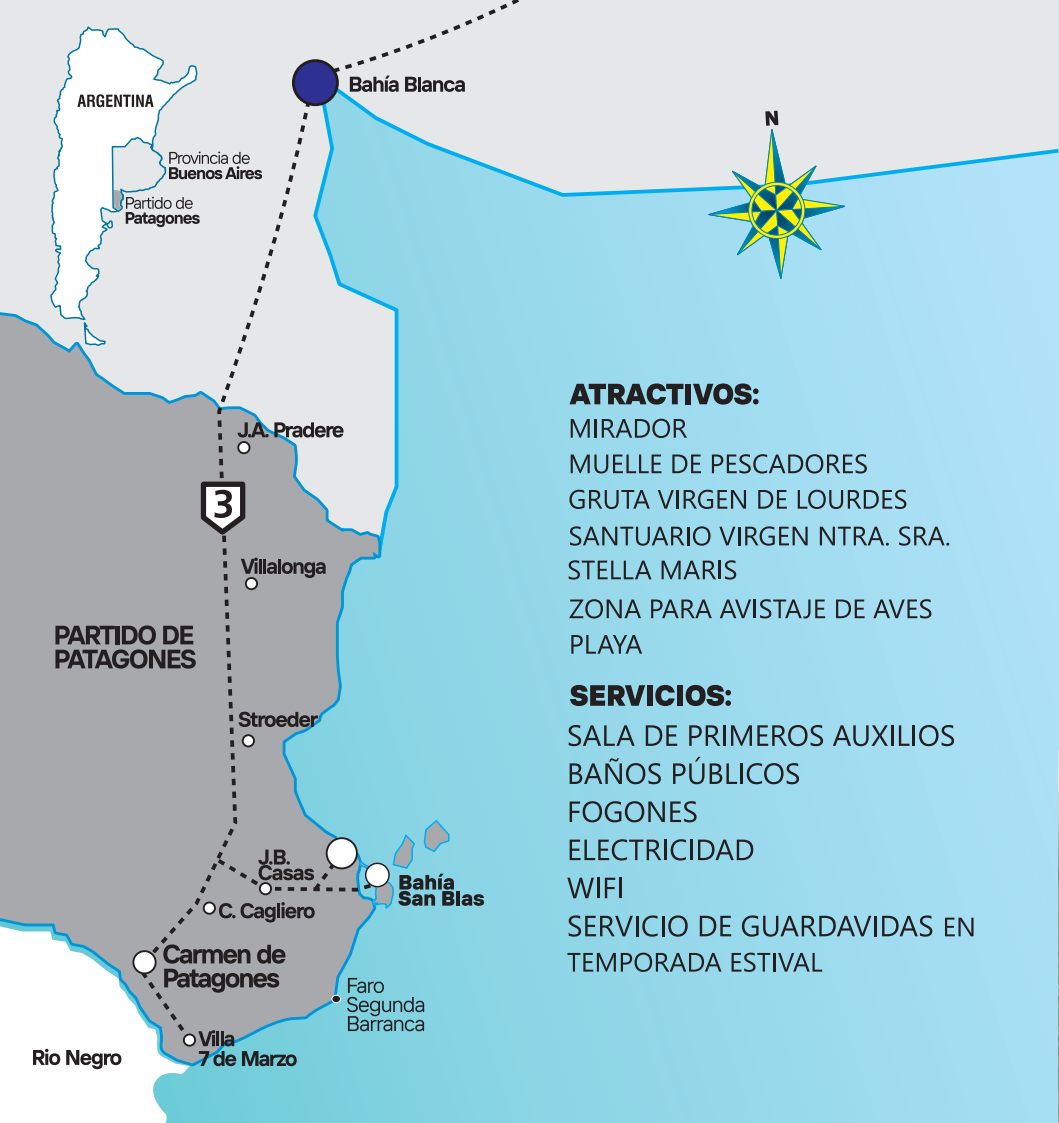 Bahía Blanca
ARGENTINA
N
Provincia de
Buenos Aires
Partido de
Patagones
ATRACTIVOS:
MIRADOR
MUELLE DE PESCADORES
GRUTA VIRGEN DE LOURDES
SANTUARIO VIRGEN NTRA. SRA.
STELLA MARIS
ZONA PARA AVISTAJE DE AVES
PLAYA
SERVICIOS:
SALA DE PRIMEROS AUXILIOS
BAÑOS PÚBLICOS
FOGONES
ELECTRICIDAD
WIFI
SERVICIO DE GUARDAVIDAS EN
TEMPORADA ESTIVAL
J.A. Pradere
3
Villalonga
PARTIDO DE
PATAGONES
Stroeder
J.B.
Casas
Bahía
San Blas
C. Cagliero
Carmen de
Patagones
Faro
Segunda
Barranca
Villa
7 de Marzo
Rio Negro